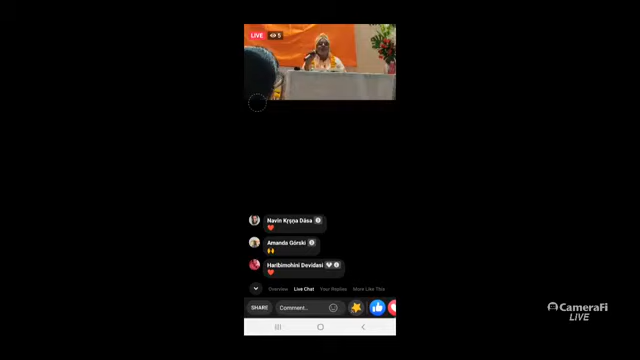 LIVE 5
Navin Kṛṣṇa Dāsa
Amanda Górski
Haribimohini Devidasi
Overview Live Chat Your Replies More Like This
SHARE Comment...
CameraFi
LIVE